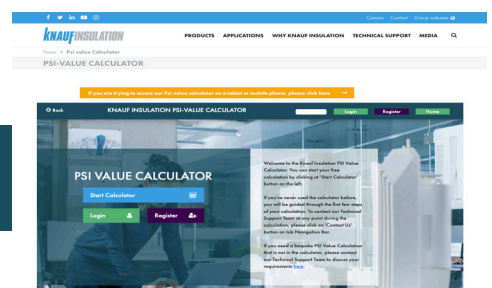 Careers Contact Group websites
KNAUFINSULATION
PRODUCTS APPLICATIONS WHY KNAUF INSULATION TECHNICAL SUPPORT MEDIA
Home > Psi value Calculator
PSI-VALUE CALCULATOR
If you are trying to access our Psi-value calculator on a tablet or mobile phone, please click here →
Back KNAUF INSULATION PSI-VALUE CALCULATOR Login Register Home
PSI VALUE CALCULATOR
Start Calculator
Login Register
Welcome to the Knauf Insulation PSI Value
Calculator. You can start your free
calculation by clicking at 'Start Calculator'
button on the left.
If you've never used the calculator before,
you will be guided through the first few steps
of your calculation. To contact our Technical
Support Team at any point during the
calculation, please click on 'Contact Us'
button on tab Navigation Bar.
If you need a bespoke PSI Value Calculation
that is not in the calculator, please contact
our Technical Support Team to discuss your
requirements here.